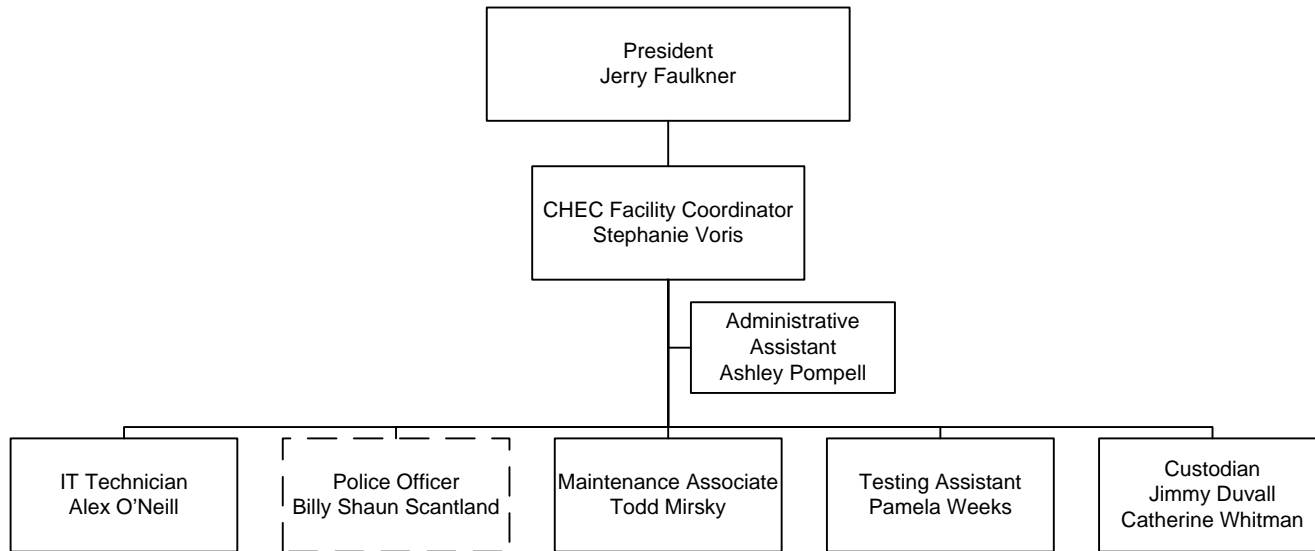 President
Jerry Faulkner
CHEC Facility Coordinator
Stephanie Voris
Administrative
Assistant
Ashley Pompell
IT Technician
Alex O’Neill
Police Officer
Billy Shaun Scantland
Maintenance Associate
Todd Mirsky
Testing Assistant
Pamela Weeks
Custodian
Jimmy Duvall
Catherine Whitman